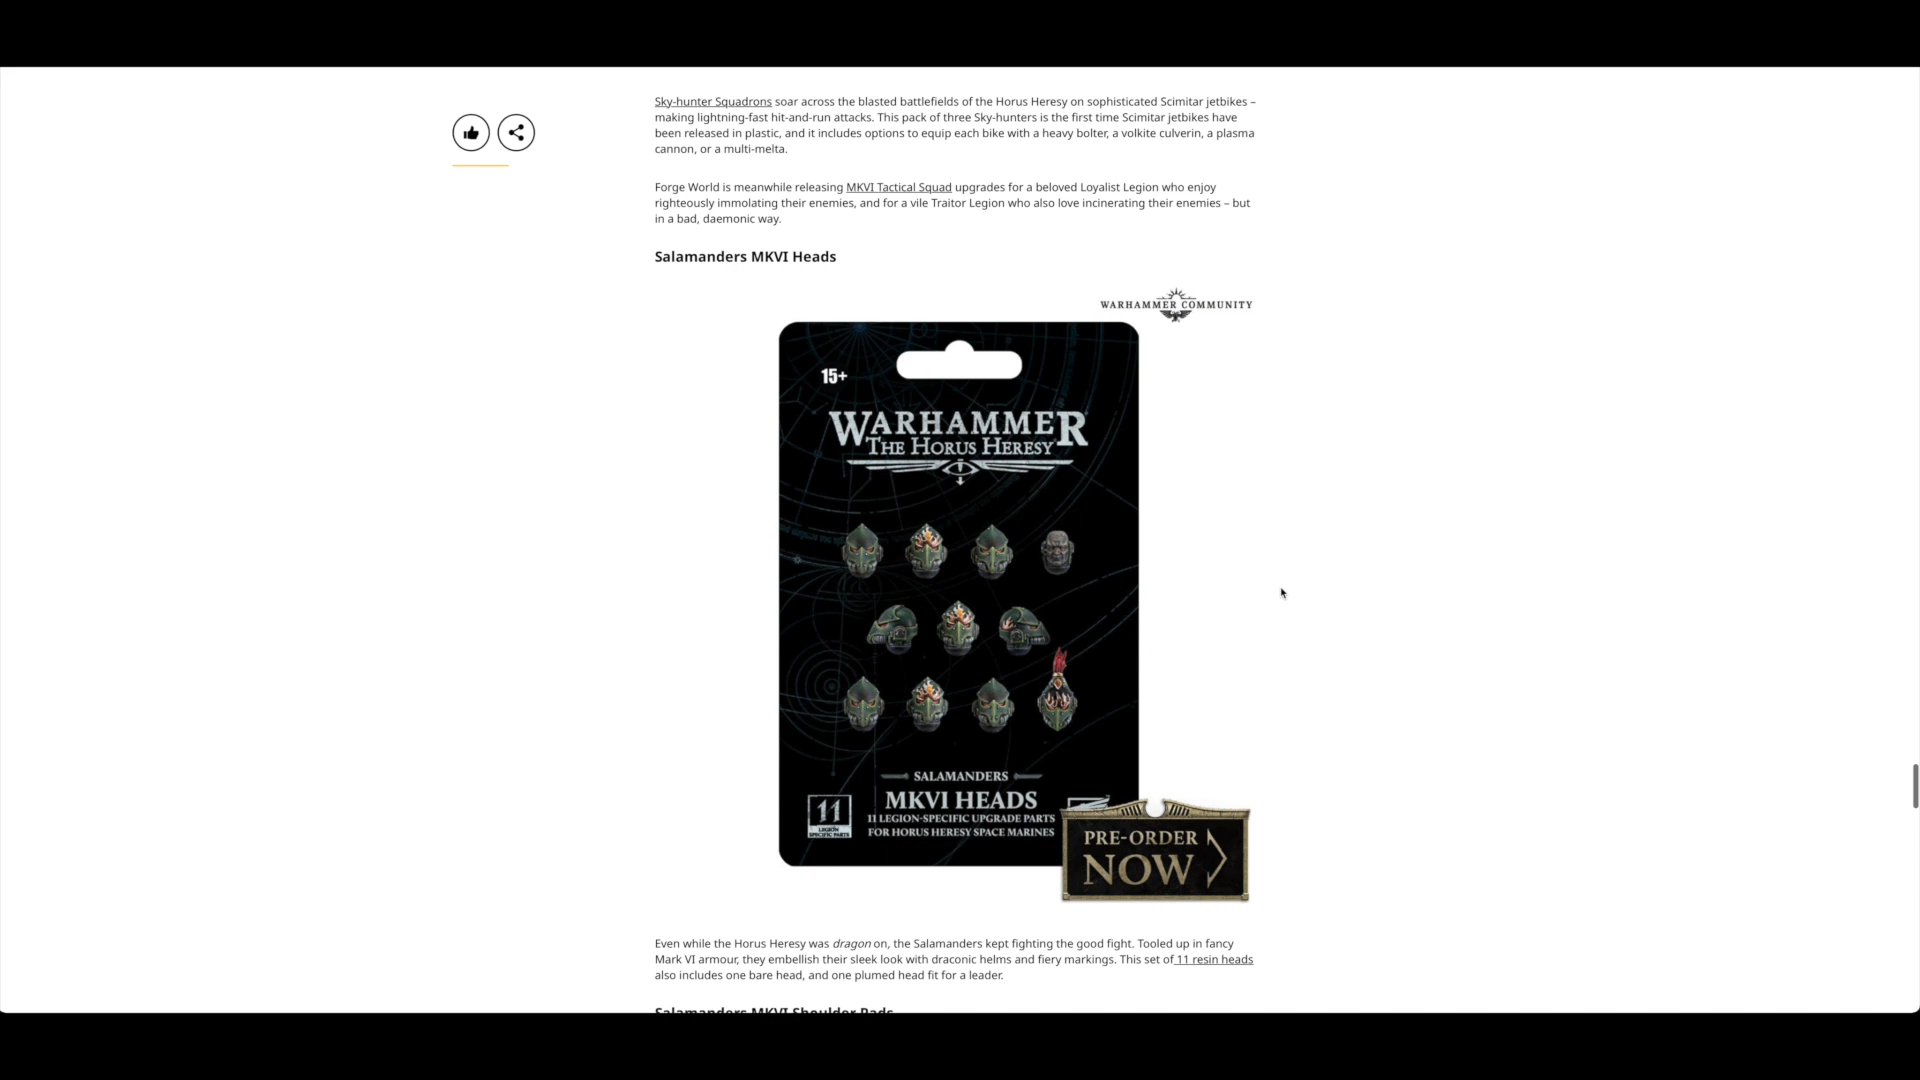 Sky-hunter Squadrons soar across the blasted battlefields of the Horus Heresy on sophisticated Scimitar jetbikes –
making lightning-fast hit-and-run attacks. This pack of three Sky-hunters is the first time Scimitar jetbikes have
been released in plastic, and it includes options to equip each bike with a heavy bolter, a volkite culverin, a plasma
cannon, or a multi-melta.
Forge World is meanwhile releasing MKVI Tactical Squad upgrades for a beloved Loyalist Legion who enjoy
righteously immolating their enemies, and for a vile Traitor Legion who also love incinerating their enemies – but
in a bad, daemonic way.
Salamanders MKVI Heads
WARHAMMER COMMUNITY
15+
WARHAMMER
THE HORUS HERESY
SALAMANDERS
MKVI HEADS
11 LEGION-SPECIFIC UPGRADE PARTS
FOR HORUS HERESY SPACE MARINES
11
LEGION
SPECIFIC PARTS
PRE-ORDER
NOW
Even while the Horus Heresy was dragon on, the Salamanders kept fighting the good fight. Tooled up in fancy
Mark VI armour, they embellish their sleek look with draconic helms and fiery markings. This set of 11 resin heads
also includes one bare head, and one plumed head fit for a leader.
Salamanders MKVI Shoulder Pads